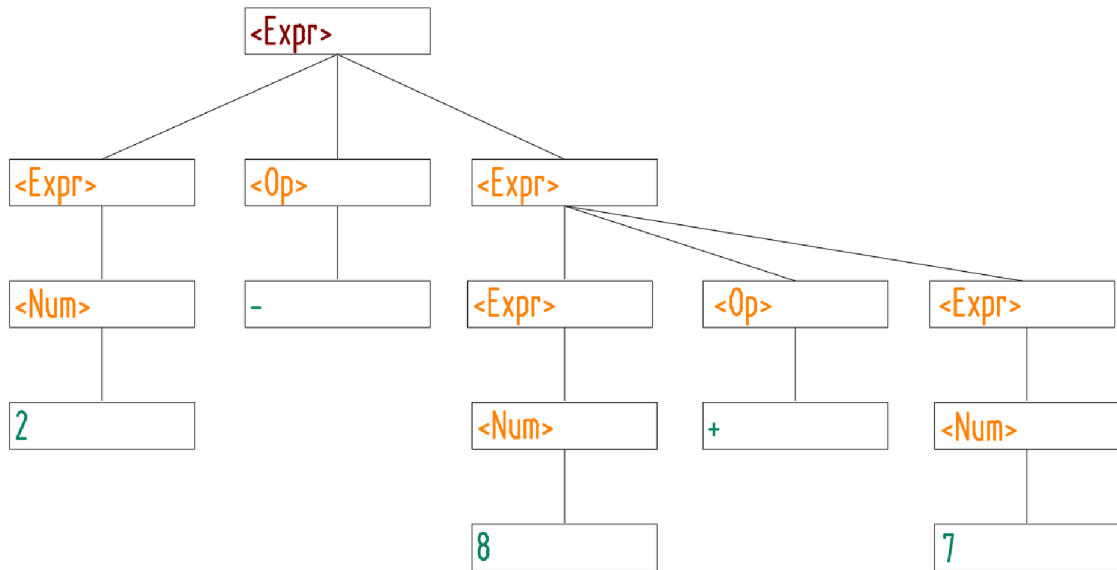 <Expr>
<Expr> <Op> <Expr>
<Num> - <Expr> <Op> <Expr>
2 <Num> + <Num>
8 7